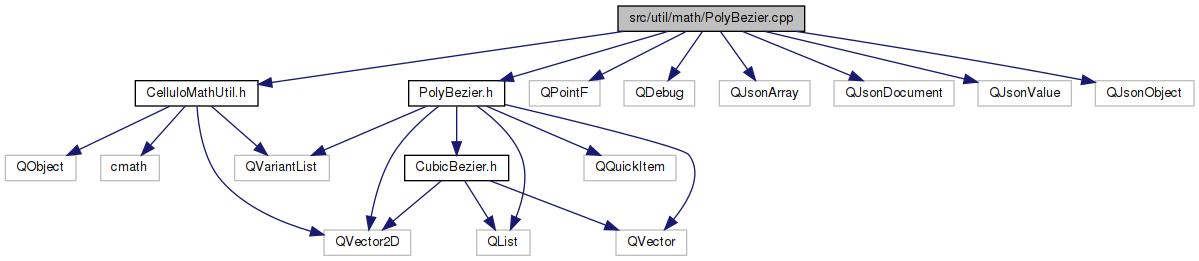 src/util/math/PolyBezier.cpp
CelluloMathUtil.h
PolyBezier.h
QPointF
QDebug
QJsonArray
QJsonDocument
QJsonValue
QJsonObject
QObject
cmath
QVariantList
CubicBezier.h
QQuickItem
QVector2D
QList
QVector